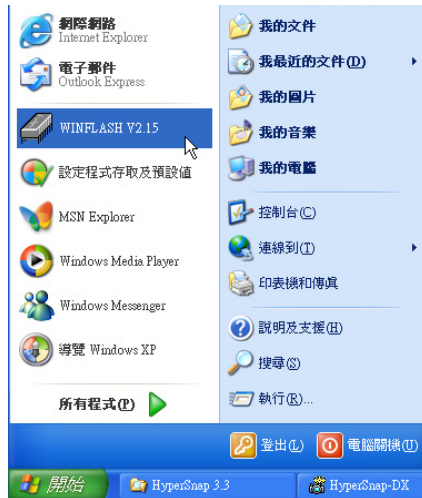 網際網路
Internet Explorer
電子郵件
Outlook Express
WINFLASH V2.15
設定程式存取及預設值
MSN Explorer
Windows Media Player
Windows Messenger
導覽 Windows XP
所有程式(P)
我的文件
我最近的文件(D)
我的圖片
我的音樂
我的電腦
控制台(C)
連線到(T)
印表機和傳真
說明及支援(H)
搜尋(S)
執行(R)...
登出(L)
電腦關機(U)
開始
HyperSnap 3.3
HyperSnap-DX